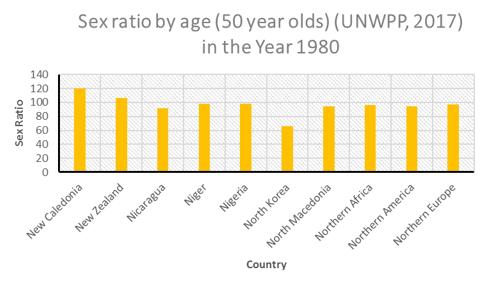 Sex ratio by age (50 year olds) (UNWPP, 2017)
in the Year 1980
140
120
100
80
60
40
20
0
Sex Ratio
New Caledonia
New Zealand
Nicaragua
Niger
Nigeria
North Korea
North Macedonia
Northern Africa
Northern America
Northern Europe
Country